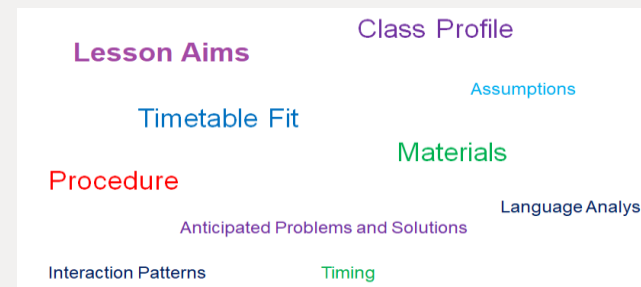 Class Profile
Lesson Aims
Assumptions
Timetable Fit
Materials
Procedure
Language Analys
Anticipated Problems and Solutions
Interaction Patterns
Timing